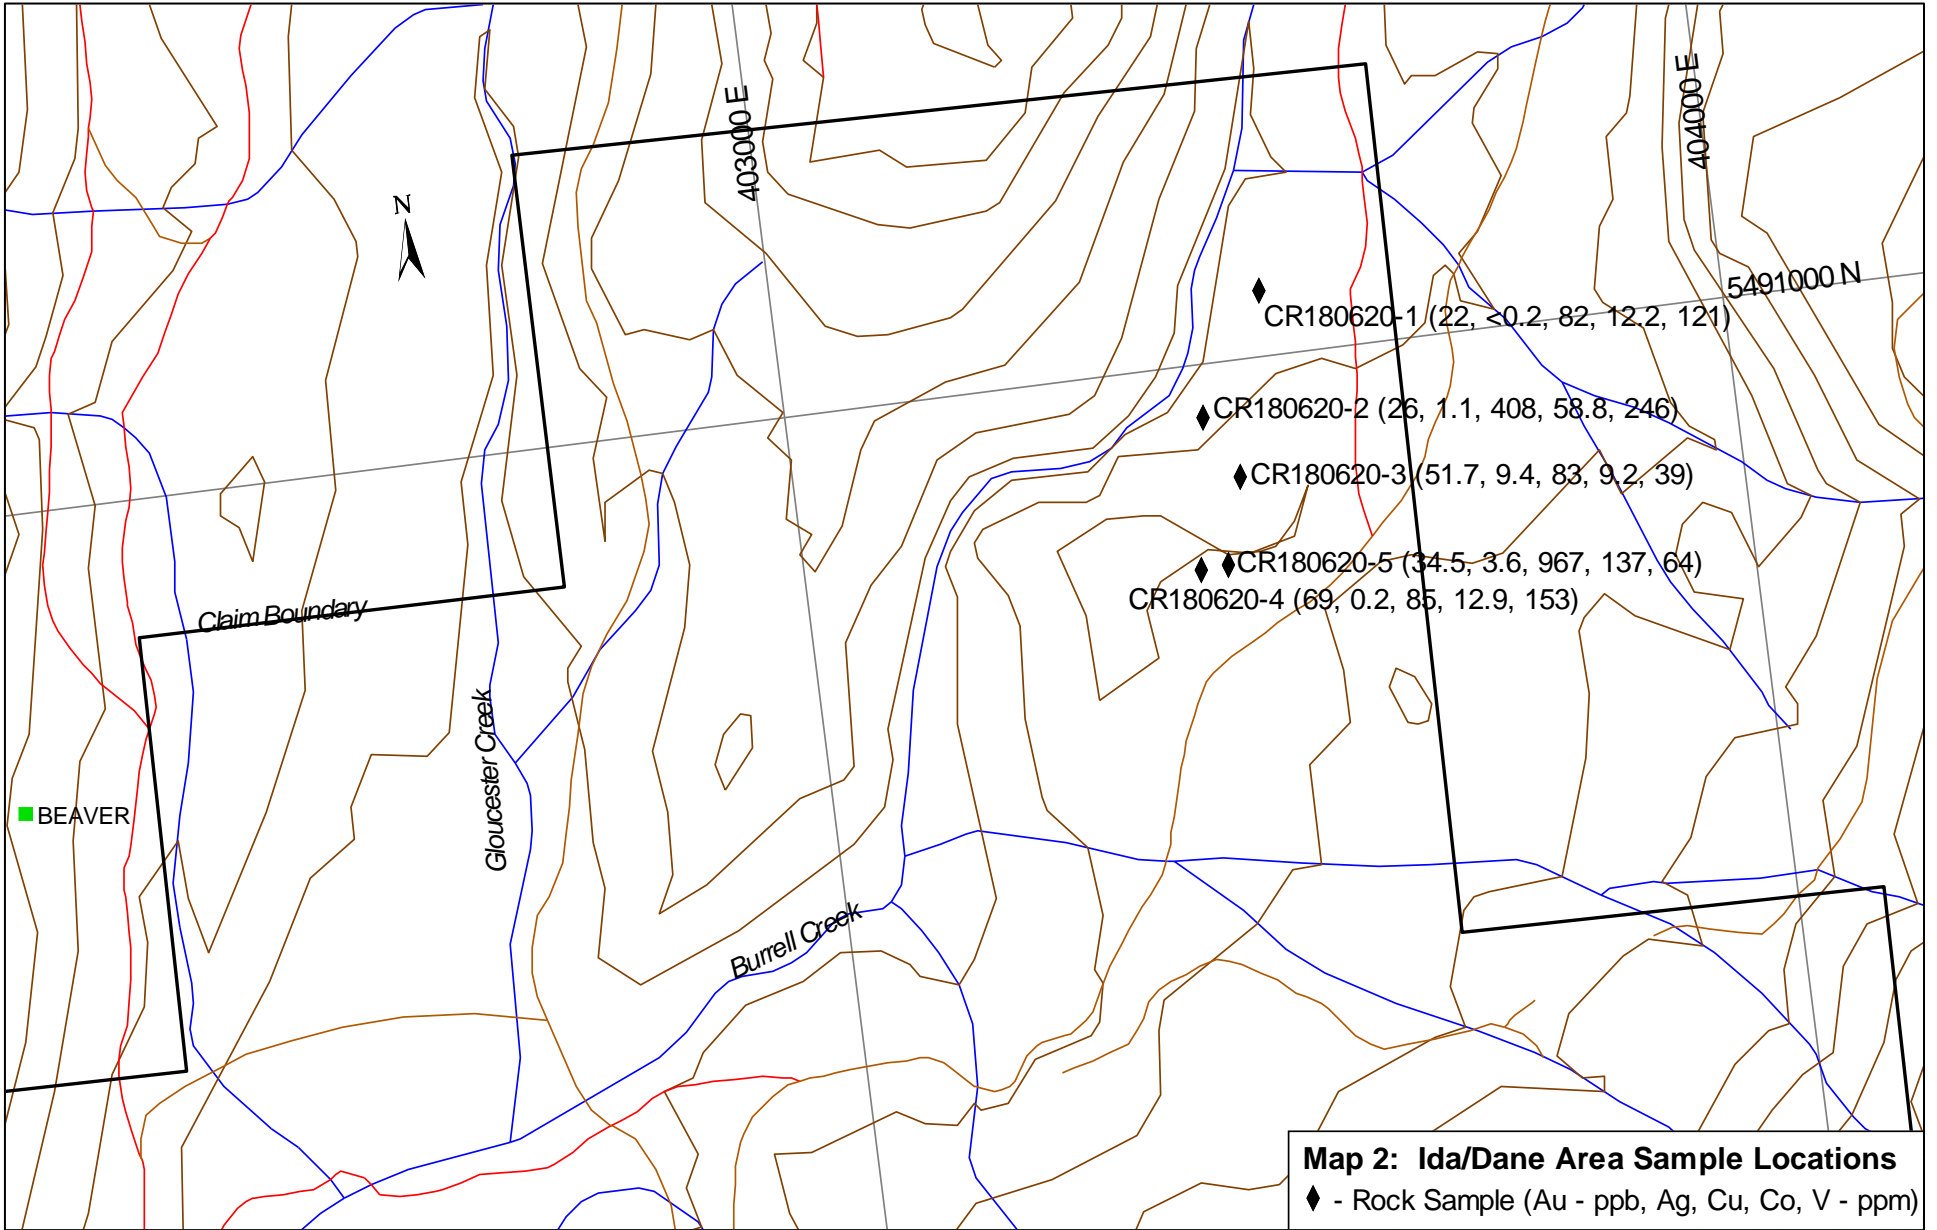 403000 E
404000 E
N
5491000 N
CR180620-1 (22, <0.2, 82, 12.2, 121)
CR180620-2 (26, 1.1, 408, 58.8, 246)
CR180620-3 (51.7, 9.4, 83, 9.2, 39)
CR180620-5 (34.5, 3.6, 967, 137, 64)
CR180620-4 (69, 0.2, 85, 12.9, 153)
Claim Boundary
Gloucester Creek
BEAVER
Burrell Creek
Map 2: Ida/Dane Area Sample Locations
- Rock Sample (Au - ppb, Ag, Cu, Co, V - ppm)